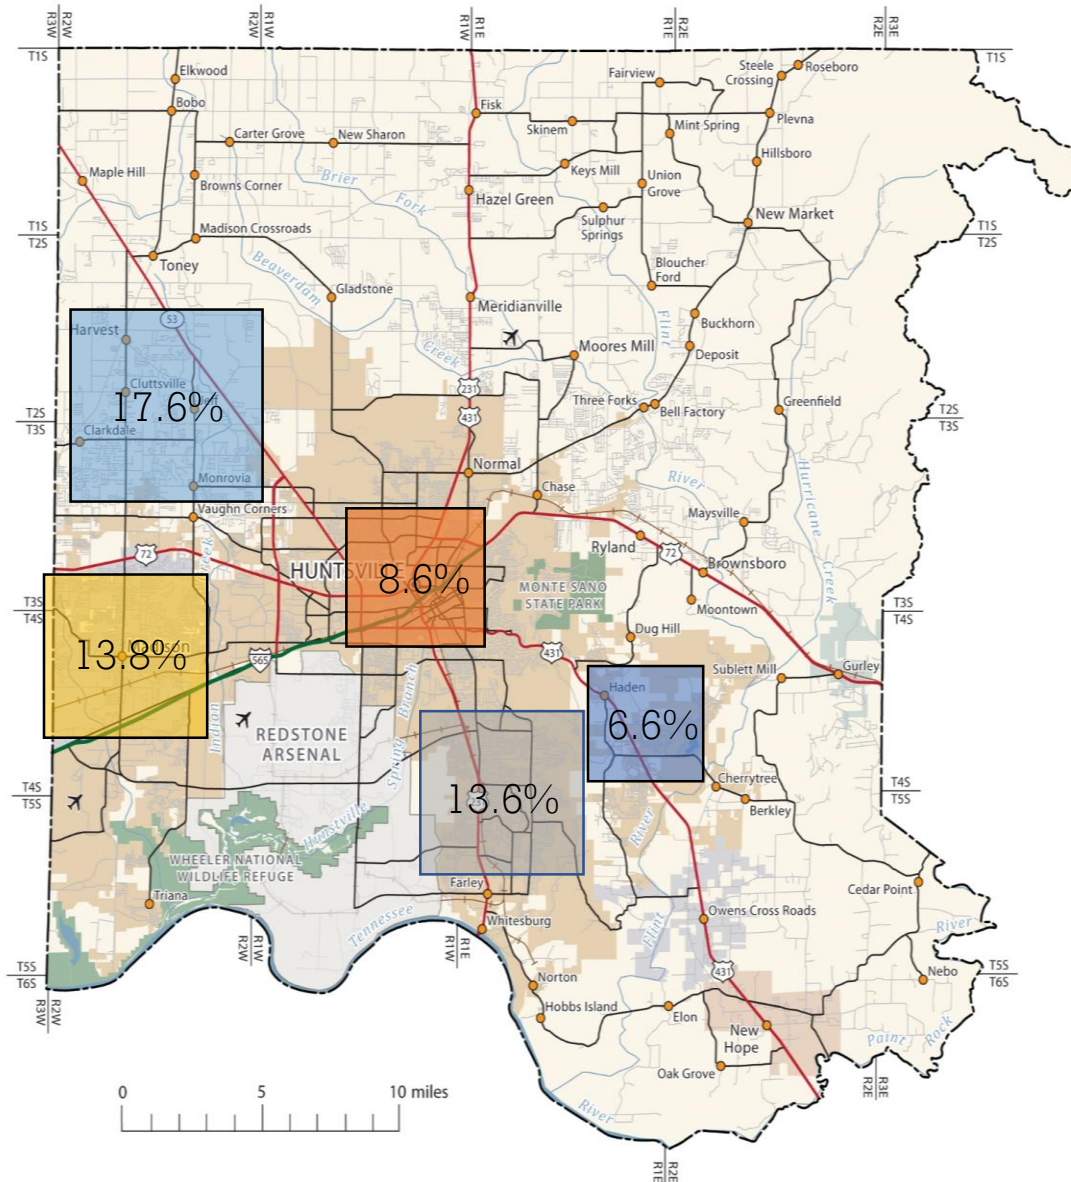 R3W
R2W
R2W
R1W
R1W
R1E
R1E
R2E
R2E
R3E
T1S
T1S
Elkwood
Bobo
Fairview
Steele
Crossing
Roseboro
Fisk
Skinem
Mint Spring
Plevna
Carter Grove
New Sharon
Maple Hill
Browns Corner
Brier
Fork
Keys Mill
Hillsboro
Union
Grove
Hazel Green
Sulphur
Springs
New Market
T1S
T2S
T1S
T2S
Madison Crossroads
Toney
Beaverdam
Creek
Gladstone
Bloucher
Ford
Meridianville
Flint
Buckhorn
Harvest
53
Moores Mill
Deposit
Cluttsville
17.6%
231
431
Three Forks
Bell Factory
Greenfield
T2S
T3S
T2S
T3S
Clarkdale
Monrovia
Normal
River
Hurricane
Creek
Vaughn Corners
Chase
Maysville
72
Ryland
72
Brownsboro
HUNTSVILLE
8.6%
MONTE SANO
STATE PARK
Moontown
T3S
T4S
T3S
T4S
13.8%
Madison
565
431
Dug Hill
Sublett Mill
Gurley
Haden
6.6%
Indian
Creek
REDSTONE
ARSENAL
Spring
Branch
13.6%
Cherrytree
Berkley
T4S
T5S
T4S
T5S
Huntsville
WHEELER NATIONAL
WILDLIFE REFUGE
River
Triana
Farley
Whitesburg
Cedar Point
Owens Cross Roads
Tennessee
Flint
River
R2W
R1W
R1W
R1E
T5S
T6S
T5S
T6S
R3W
R2W
Norton
431
Nebo
Hobbs Island
Elon
New
Hope
Paint
Rock
Oak Grove
R2E
R3E
0
5
10 miles
River
R1E
R2E